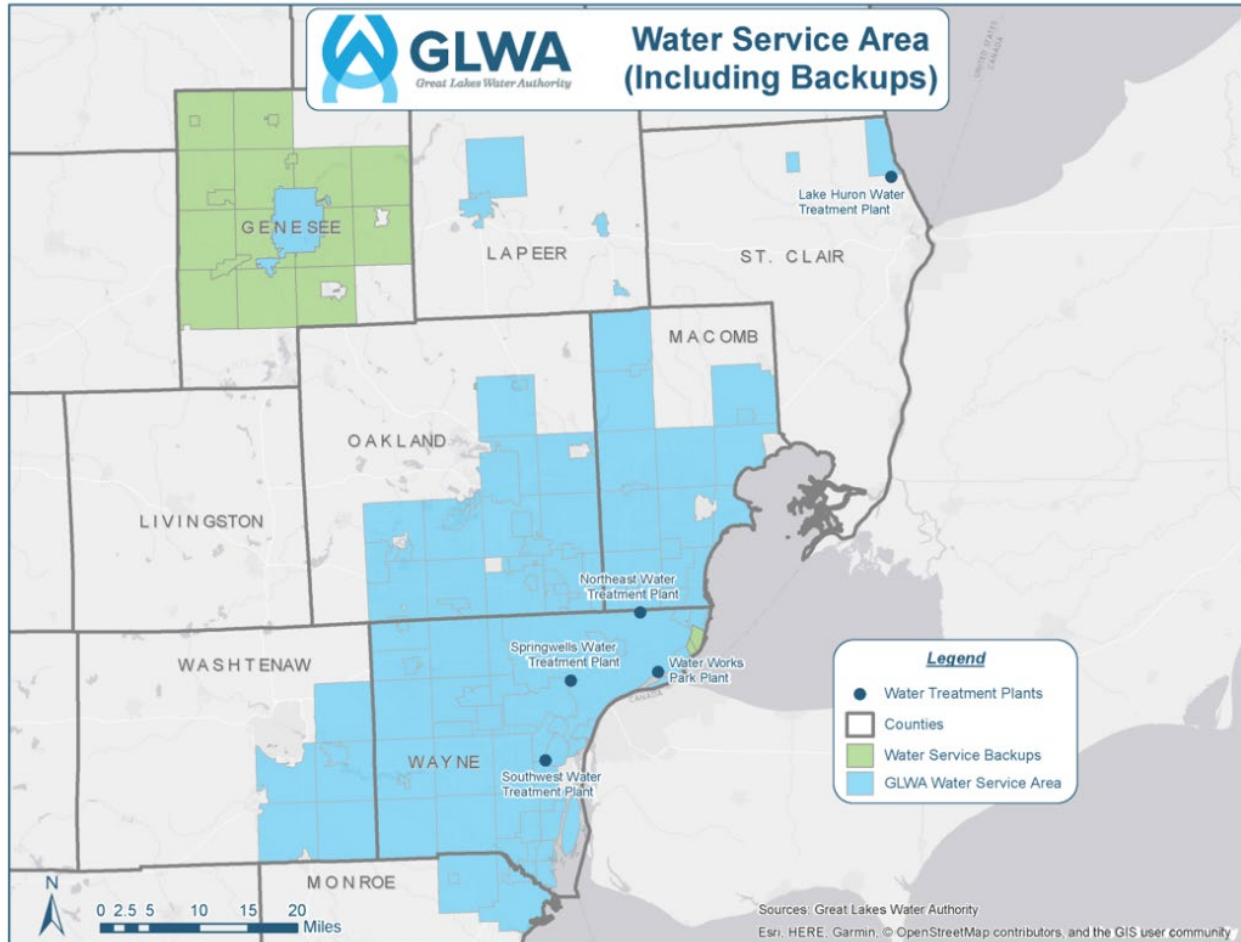 GLWA
Great Lakes Water Authority
Water Service Area
(Including Backups)
UNITED STATES
CANADA
Lake Huron Water
Treatment Plant
GENESEE
LAPEER
ST. CLAIR
MACOMB
OAKLAND
LIVINGSTON
Northeast Water
Treatment Plant
WASHTENAW
Springwells Water
Treatment Plant
Water Works
Park Plant
CANADA
WAYNE
Southwest Water
Treatment Plant
MONROE
Legend
Water Treatment Plants
Counties
Water Service Backups
GLWA Water Service Area
N
0 2.5 5 10 15 20
Miles
Sources: Great Lakes Water Authority
Esri, HERE, Garmin, © OpenStreetMap contributors, and the GIS user community